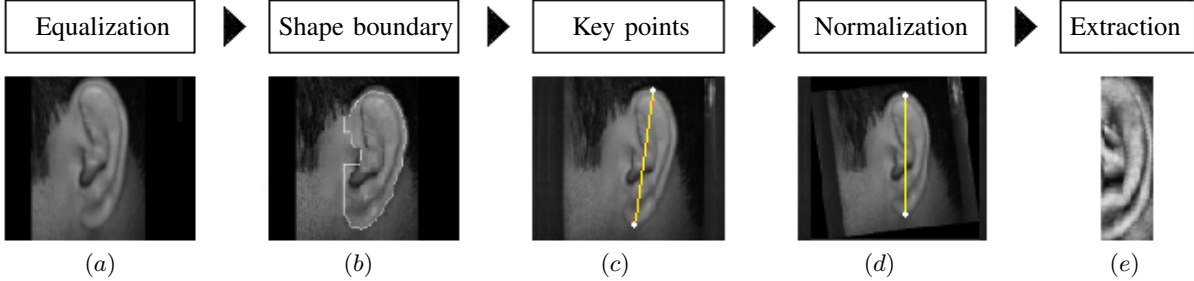 Equalization Shape boundary Key points Normalization Extraction
(a) (b) (c) (d) (e)